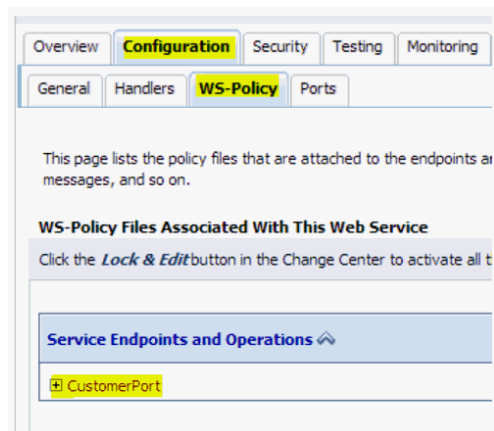 Overview Configuration Security Testing Monitoring
General Handlers WS-Policy Ports
This page lists the policy files that are attached to the endpoints
messages, and so on.
WS-Policy Files Associated With This Web Service
Click the Lock & Edit button in the Change Center to activate all
Service Endpoints and Operations
CustomerPort